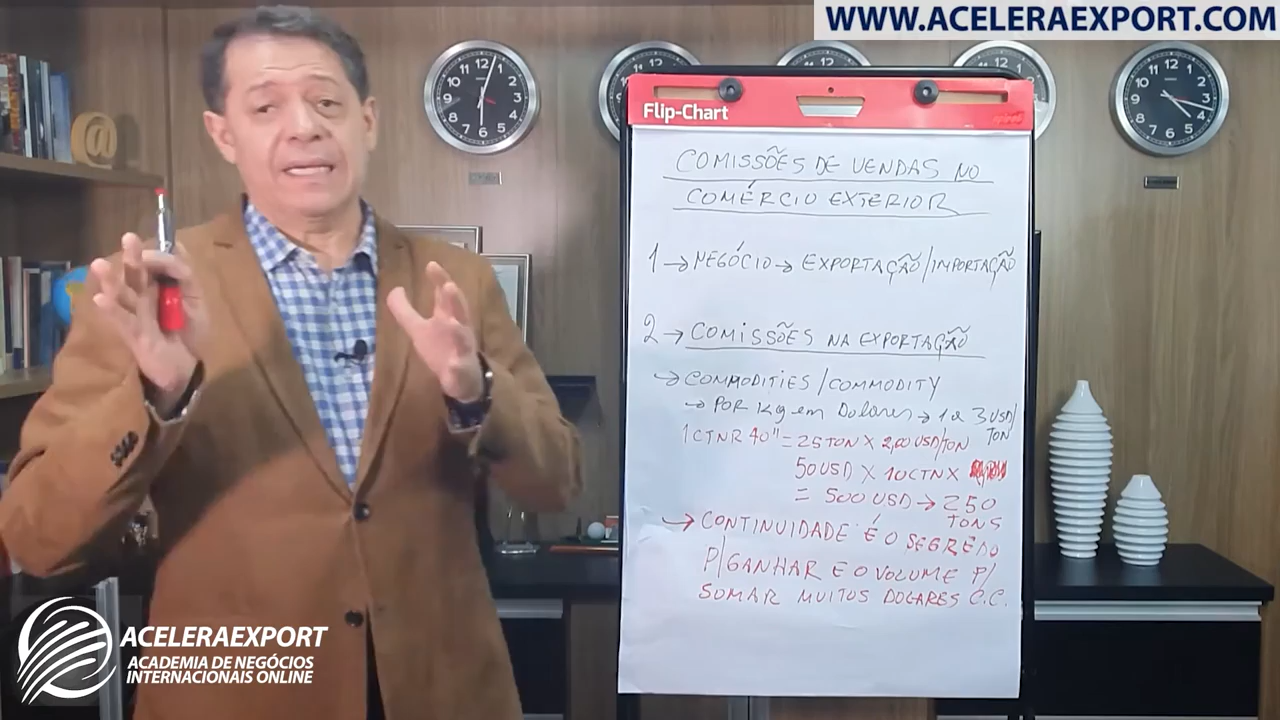 WWW.ACELERAEXPORT.COM
Flip-Chart
COMISSÕES DE VENDAS NO
COMÉRCIO EXTERIOR
1 → NEGÓCIO → EXPORTAÇÃO/IMPORTAÇÃO
2 → COMISSÕES NA EXPORTAÇÃO
→ COMMODITIES/COMMODITY
→ POR Kg em Dolares → 1 a 3 USD/
TON
1 CTNR 40'' = 25 TON X 2,00 USD/TON
50 USD X 10 CTN X
= 500 USD → 250
TONS
→ CONTINUIDADE É O SEGREDO
P/ GANHAR E O VOLUME P/
SOMAR MUITOS DOLARES C.C.
ACELERAEXPORT
ACADEMIA DE NEGÓCIOS
INTERNACIONAIS ONLINE